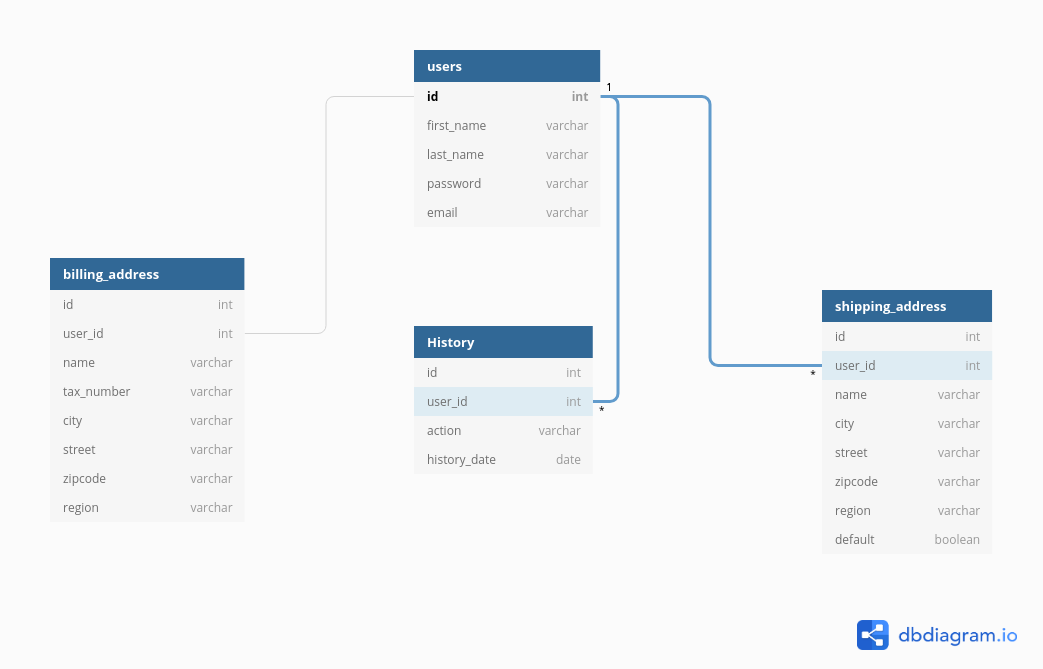 users
1
id int
first_name varchar
last_name varchar
password varchar
email varchar
billing_address
id int
user_id int
name varchar
tax_number varchar
city varchar
street varchar
zipcode varchar
region varchar
History
id int
user_id int
*
action varchar
history_date date
shipping_address
id int
user_id int
*
name varchar
city varchar
street varchar
zipcode varchar
region varchar
default boolean
dbdiagram.io